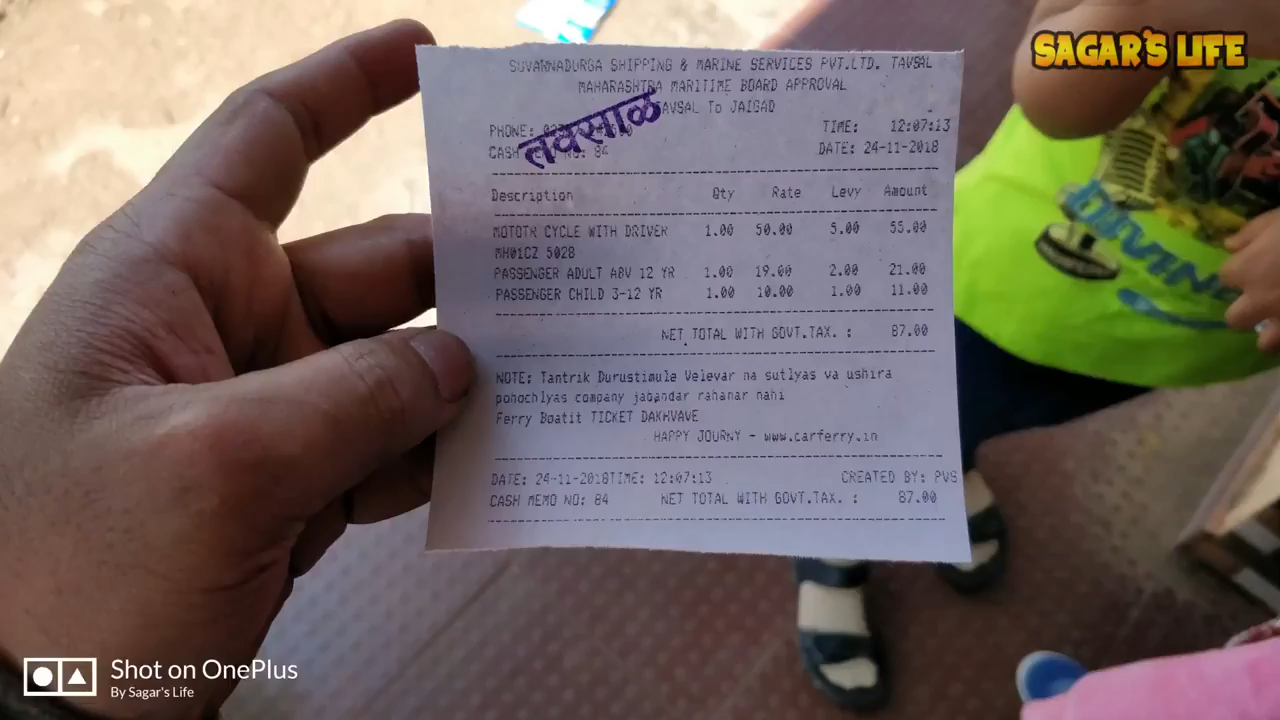 SAGAR'S LIFE
SUVARNADURGA SHIPPING & MARINE SERVICES PVT.LTD. TAVSAL
MAHARASHTRA MARITIME BOARD APPROVAL
TAVSAL To JAIGAD
तवसाळ
PHONE: TIME: 12:07:13
CASH MEMO NO: 84 DATE: 24-11-2018
Description Qty Rate Levy Amount
MOTOTR CYCLE WITH DRIVER 1.00 50.00 5.00 55.00
MH01CZ 5028
PASSENGER ADULT ABV 12 YR 1.00 19.00 2.00 21.00
PASSENGER CHILD 3-12 YR 1.00 10.00 1.00 11.00
NET TOTAL WITH GOVT.TAX. : 87.00
NOTE: Tantrik Durustimule Velevar na sutlyas va ushira
pohochlyas company jabandar rahanar nahi
Ferry Boatit TICKET DAKHVAVE
HAPPY JOURNY - www.carferry.in
DATE: 24-11-2018TIME: 12:07:13 CREATED BY: PVS
CASH MEMO NO: 84 NET TOTAL WITH GOVT.TAX. : 87.00
DIVING
Shot on OnePlus
By Sagar's Life